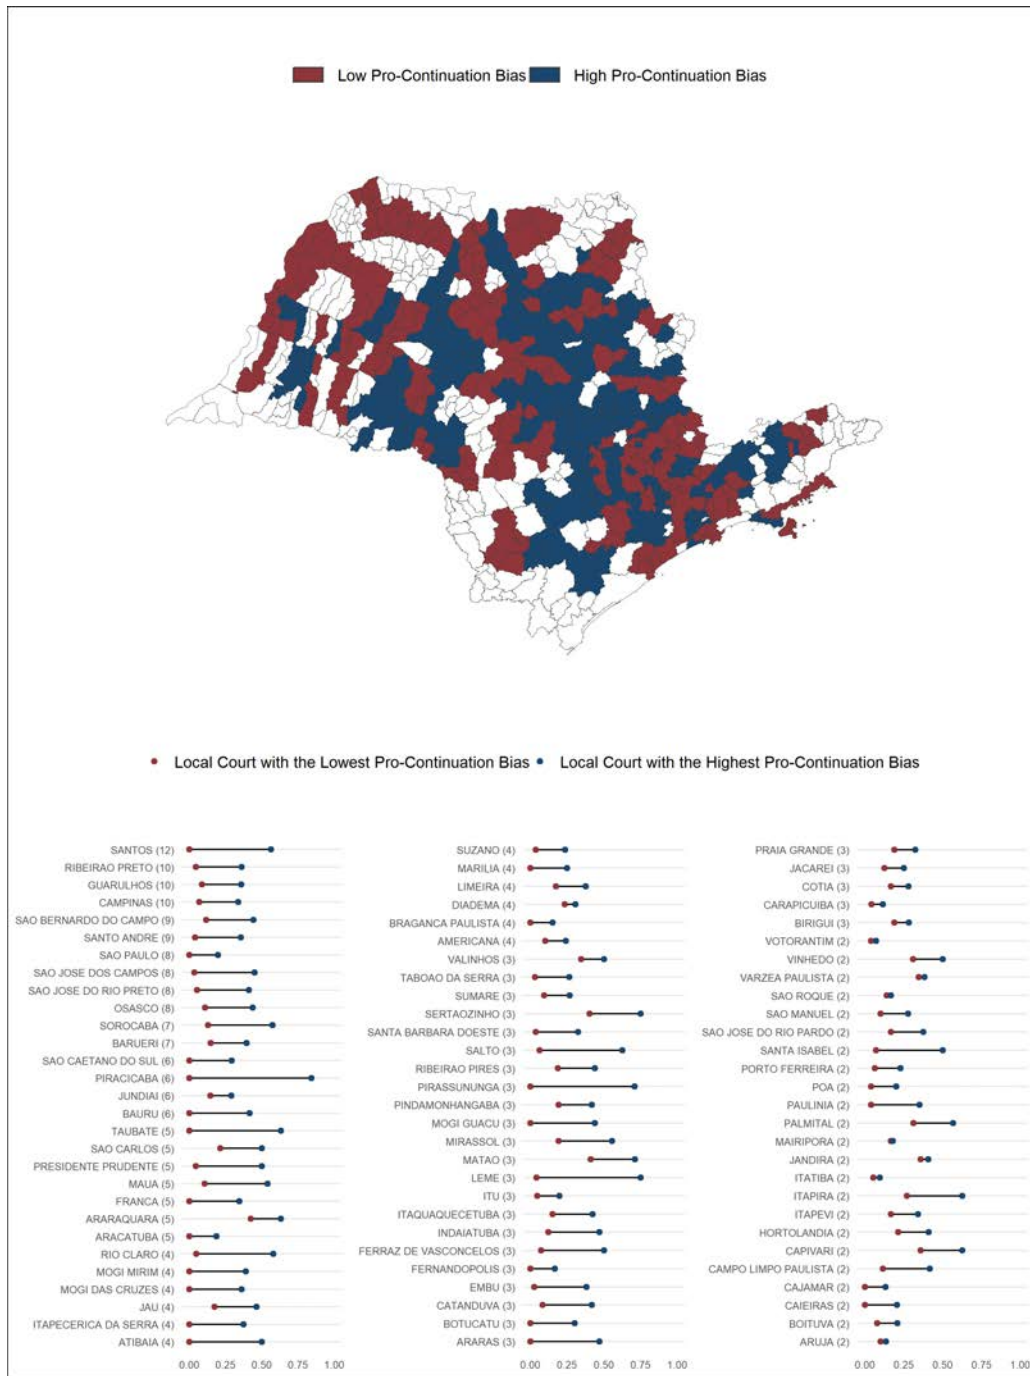 Low Pro-Continuation Bias High Pro-Continuation Bias
Local Court with the Lowest Pro-Continuation Bias Local Court with the Highest Pro-Continuation Bias
SANTOS (12)
RIBEIRAO PRETO (10)
GUARULHOS (10)
CAMPINAS (10)
SAO BERNARDO DO CAMPO (9)
SANTO ANDRE (9)
SAO PAULO (8)
SAO JOSE DOS CAMPOS (8)
SAO JOSE DO RIO PRETO (8)
OSASCO (8)
SOROCABA (7)
BARUERI (7)
SAO CAETANO DO SUL (6)
PIRACICABA (6)
JUNDIAI (6)
BAURU (6)
TAUBATE (5)
SAO CARLOS (5)
PRESIDENTE PRUDENTE (5)
MAUA (5)
FRANCA (5)
ARARAQUARA (5)
ARACATUBA (5)
RIO CLARO (4)
MOGI MIRIM (4)
MOGI DAS CRUZES (4)
JAU (4)
ITAPECERICA DA SERRA (4)
ATIBAIA (4)
0.00 0.25 0.50 0.75 1.00
SUZANO (4)
MARILIA (4)
LIMEIRA (4)
DIADEMA (4)
BRAGANCA PAULISTA (4)
AMERICANA (4)
VALINHOS (3)
TABOAO DA SERRA (3)
SUMARE (3)
SERTAOZINHO (3)
SANTA BARBARA DOESTE (3)
SALTO (3)
RIBEIRAO PIRES (3)
PIRASSUNUNGA (3)
PINDAMONHANGABA (3)
MOGI GUACU (3)
MIRASSOL (3)
MATAO (3)
LEME (3)
ITU (3)
ITAQUAQUECETUBA (3)
INDAIATUBA (3)
FERRAZ DE VASCONCELOS (3)
FERNANDOPOLIS (3)
EMBU (3)
CATANDUVA (3)
BOTUCATU (3)
ARARAS (3)
0.00 0.25 0.50 0.75 1.00
PRAIA GRANDE (3)
JACAREI (3)
COTIA (3)
CARAPICUIBA (3)
BIRIGUI (3)
VOTORANTIM (2)
VINHEDO (2)
VARZEA PAULISTA (2)
SAO ROQUE (2)
SAO MANUEL (2)
SAO JOSE DO RIO PARDO (2)
SANTA ISABEL (2)
PORTO FERREIRA (2)
POA (2)
PAULINIA (2)
PALMITAL (2)
MAIRIPORA (2)
JANDIRA (2)
ITATIBA (2)
ITAPIRA (2)
ITAPEVI (2)
HORTOLANDIA (2)
CAPIVARI (2)
CAMPO LIMPO PAULISTA (2)
CAJAMAR (2)
CAIEIRAS (2)
BOITUVA (2)
ARUJA (2)
0.00 0.25 0.50 0.75 1.00